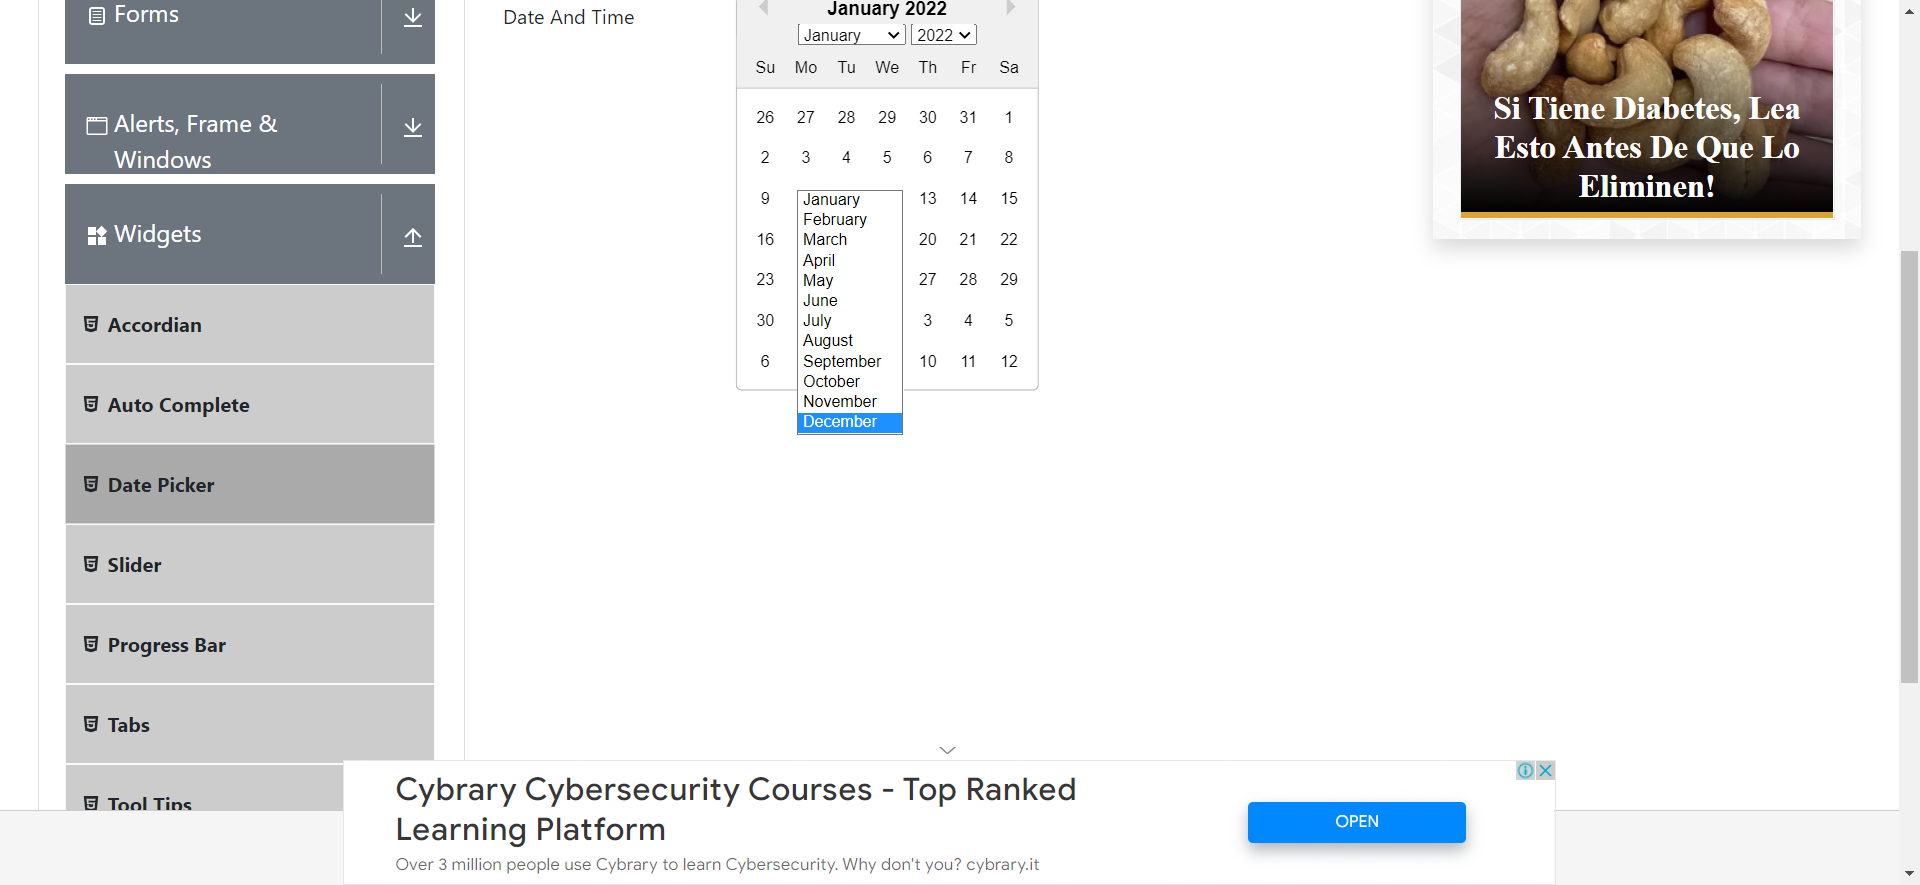 Forms
Alerts, Frame &
Windows
Widgets
Accordian
Auto Complete
Date Picker
Slider
Progress Bar
Tabs
Tool Tips
Date And Time
January 2022
January 2022
Su Mo Tu We Th Fr Sa
26 27 28 29 30 31 1
2 3 4 5 6 7 8
9 13 14 15
16 20 21 22
23 27 28 29
30 3 4 5
6 10 11 12
January
February
March
April
May
June
July
August
September
October
November
December
Si Tiene Diabetes, Lea
Esto Antes De Que Lo
Eliminen!
Cybrary Cybersecurity Courses - Top Ranked
Learning Platform
Over 3 million people use Cybrary to learn Cybersecurity. Why don't you? cybrary.it
OPEN